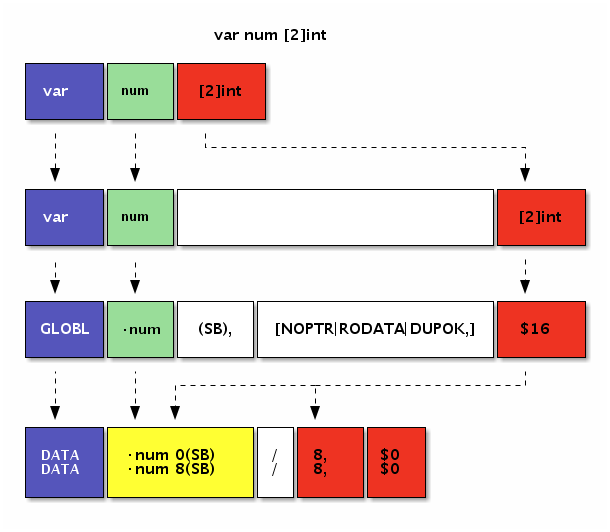 var num [2]int
var num [2]int
var num [2]int
GLOBL ·num (SB), [NOPTR|RODATA|DUPOK,] $16
DATA ·num 0(SB) / 8, $0
DATA ·num 8(SB) / 8, $0